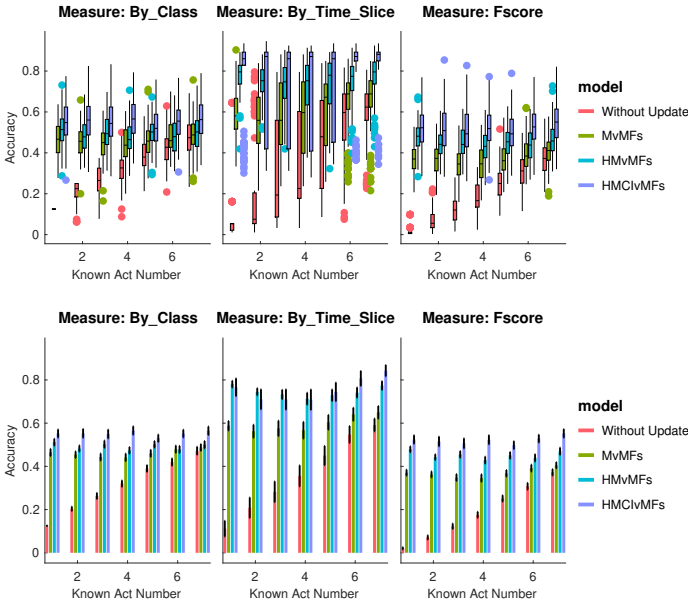 Measure: By_Class
Measure: By_Time_Slice
Measure: Fscore
Accuracy
0.8
0.6
0.4
0.2
0
2 4 6
2 4 6
2 4 6
Known Act Number
Known Act Number
Known Act Number
model
Without Update
MvMFs
HMvMFs
HMCIvMFs
Measure: By_Class
Measure: By_Time_Slice
Measure: Fscore
Accuracy
0.8
0.6
0.4
0.2
0
2 4 6
2 4 6
2 4 6
Known Act Number
Known Act Number
Known Act Number
model
Without Update
MvMFs
HMvMFs
HMCIvMFs